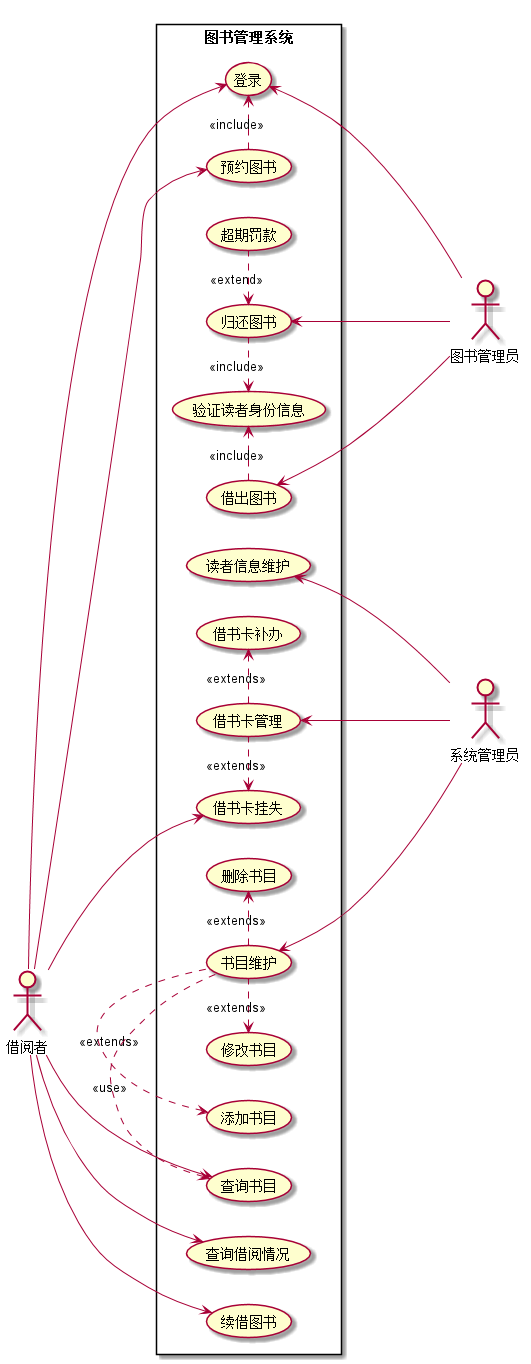 图书管理系统
登录
«include»
预约图书
超期罚款
«extend»
归还图书
图书管理员
«include»
验证读者身份信息
«include»
借出图书
读者信息维护
借书卡补办
«extends»
借书卡管理
系统管理员
«extends»
借书卡挂失
删除书目
«extends»
书目维护
«extends»
修改书目
借阅者
«extends»
«use»
添加书目
查询书目
查询借阅情况
续借图书